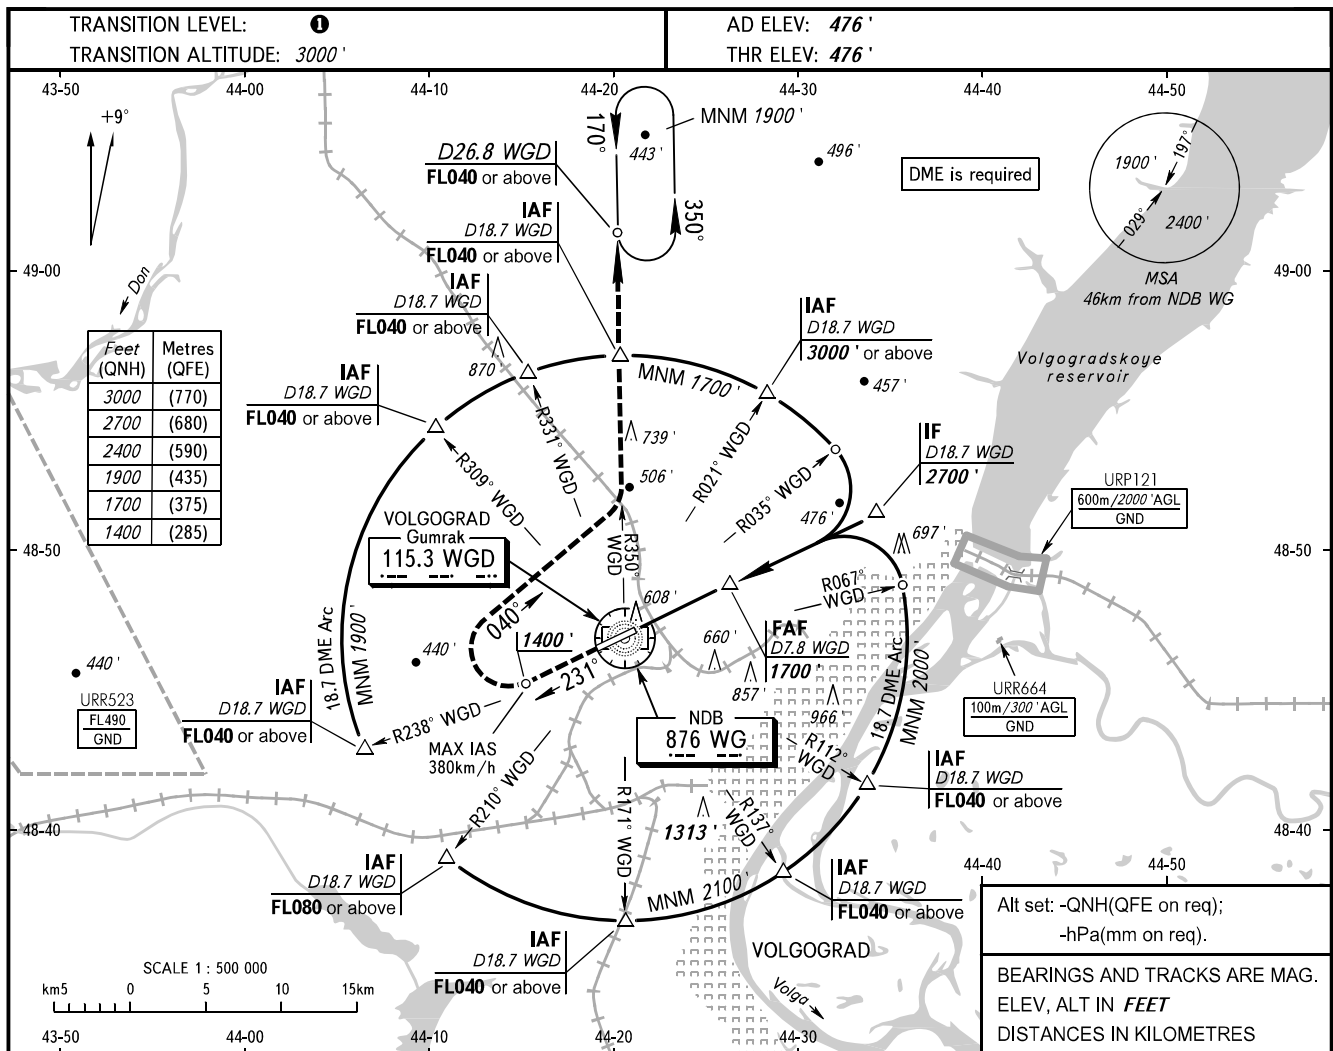 TRANSITION LEVEL: 1
TRANSITION ALTITUDE: 3000 '
AD ELEV: 476 '
THR ELEV: 476 '
43-50
44-00
44-10
44-20
44-30
44-40
44-50
+9°
Don
MNM 1900 '
170°
350°
443 '
496 '
D26.8 WGD
FL040 or above
DME is required
1900 '
197°
029°
2400 '
MSA
46km from NDB WG
IAF
D18.7 WGD
FL040 or above
49-00
49-00
IAF
D18.7 WGD
FL040 or above
IAF
D18.7 WGD
3000 ' or above
Feet (QNH) Metres (QFE)
3000 (770)
2700 (680)
2400 (590)
1900 (435)
1700 (375)
1400 (285)
870 '
IAF
D18.7 WGD
FL040 or above
MNM 1700 '
457 '
Volgogradskoye
reservoir
R331° WGD
R309° WGD
R021° WGD
R035° WGD
739 '
506 '
476 '
IF
D18.7 WGD
2700 '
697 '
URP121
600m/2000 'AGL
GND
VOLGOGRAD
Gumrak
115.3 WGD
R350°
WGD
48-50
48-50
040°
608 '
R067°
WGD
FAF
D7.8 WGD
1700 '
1400 '
231°
660 '
857 '
966 '
440 '
440 '
18.7 DME Arc
MNM 1900 '
18.7 DME Arc
MNM 2000 '
URR523
FL490
GND
IAF
D18.7 WGD
FL040 or above
R238° WGD
MAX IAS
380km/h
NDB
876 WG
URR664
100m/300 'AGL
GND
R112°
WGD
R210° WGD
R171° WGD
R137°
WGD
1313 '
IAF
D18.7 WGD
FL040 or above
48-40
48-40
IAF
D18.7 WGD
FL080 or above
MNM 2100 '
IAF
D18.7 WGD
FL040 or above
IAF
D18.7 WGD
FL040 or above
VOLGOGRAD
Volga
44-40
44-50
Alt set: -QNH(QFE on req);
-hPa(mm on req).
BEARINGS AND TRACKS ARE MAG.
ELEV, ALT IN FEET
DISTANCES IN KILOMETRES
SCALE 1 : 500 000
km5 0 5 10 15km
43-50
44-00
44-10
44-20
44-30